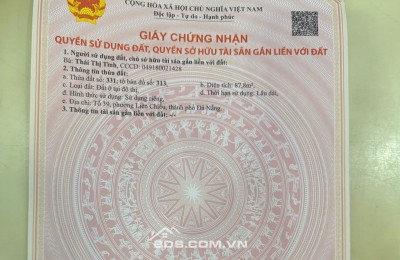 CỘNG HÒA XÃ HỘI CHỦ NGHĨA VIỆT NAM
Độc lập - Tự do - Hạnh phúc
GIẤY CHỨNG NHẬN
QUYỀN SỬ DỤNG ĐẤT, QUYỀN SỞ HỮU TÀI SẢN GẮN LIỀN VỚI ĐẤT
1. Người sử dụng đất, chủ sở hữu tài sản gắn liền với đất:
Bà: Thái Thị Tình, CCCD: 049180021428
2. Thông tin thửa đất:
a. Thửa đất số: 331; tờ bản đồ số: 313, b. Diện tích: 87,8m².
c. Loại đất: Đất ở tại đô thị, d. Thời hạn sử dụng: Lâu dài,
đ. Hình thức sử dụng: Sử dụng riêng,
e. Địa chỉ: Tổ 39, phường Liên Chiểu, thành phố Đà Nẵng.
3. Thông tin tài sản gắn liền với đất: -/-
BDS.COM.VN